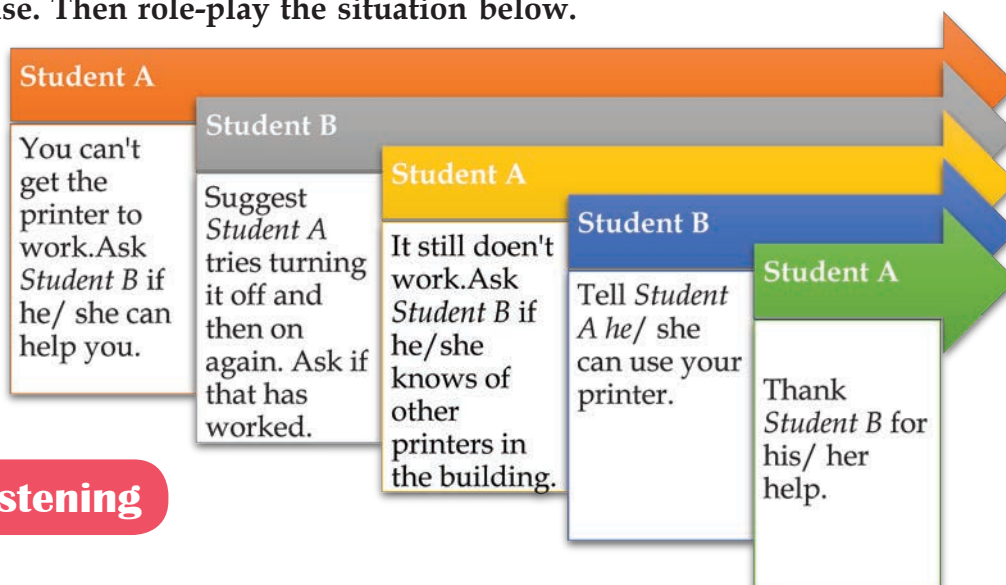 se. Then role-play the situation below.
Student A
You can't
get the
printer to
work.Ask
Student B if
he/ she can
help you.
Student B
Suggest
Student A
tries turning
it off and
then on
again. Ask if
that has
worked.
Student A
It still doen't
work.Ask
Student B if
he/she
knows of
other
printers in
the building.
Student B
Tell Student
A he/ she
can use your
printer.
Student A
Thank
Student B for
his/ her
help.
stening